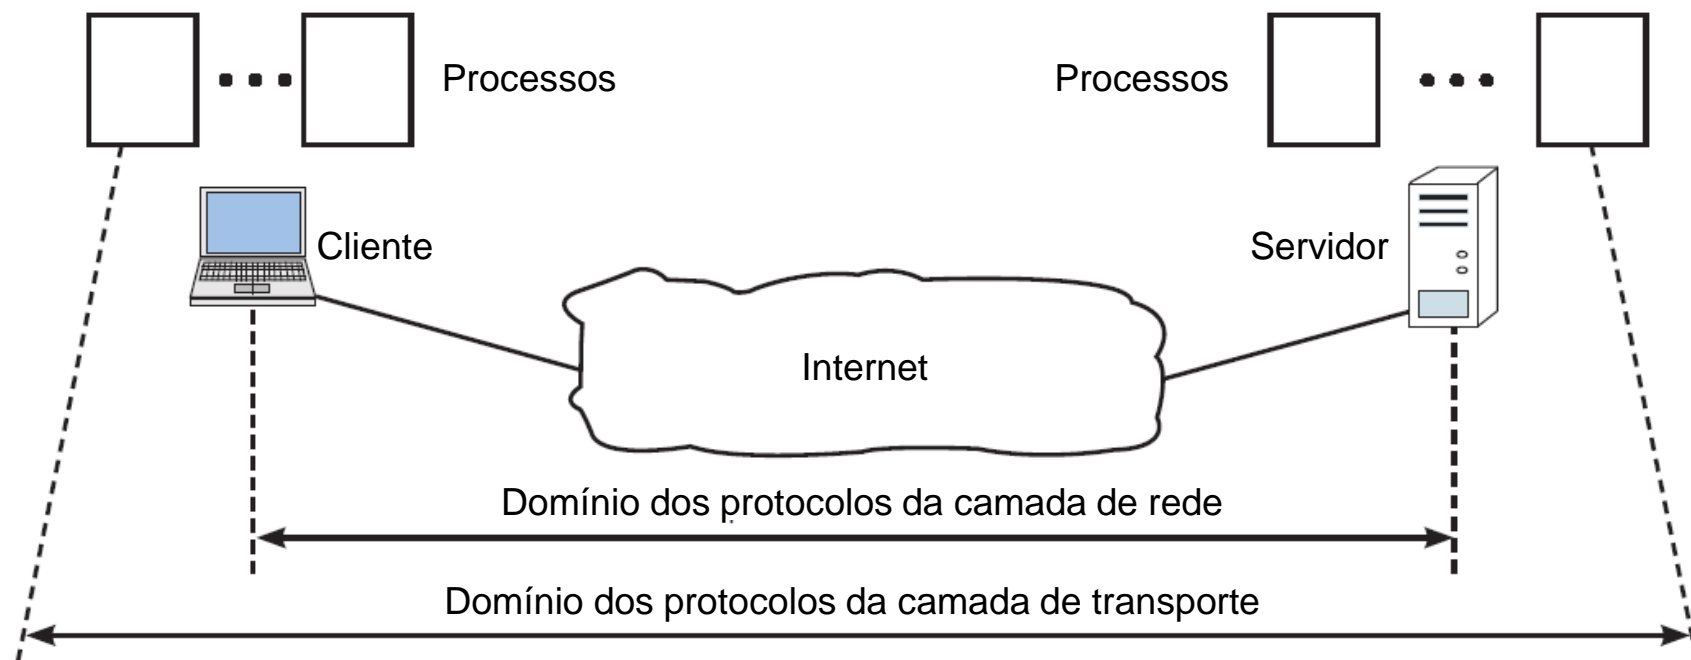 Processos
Processos
Cliente
Servidor
Internet
Domínio dos protocolos da camada de rede
Domínio dos protocolos da camada de transporte